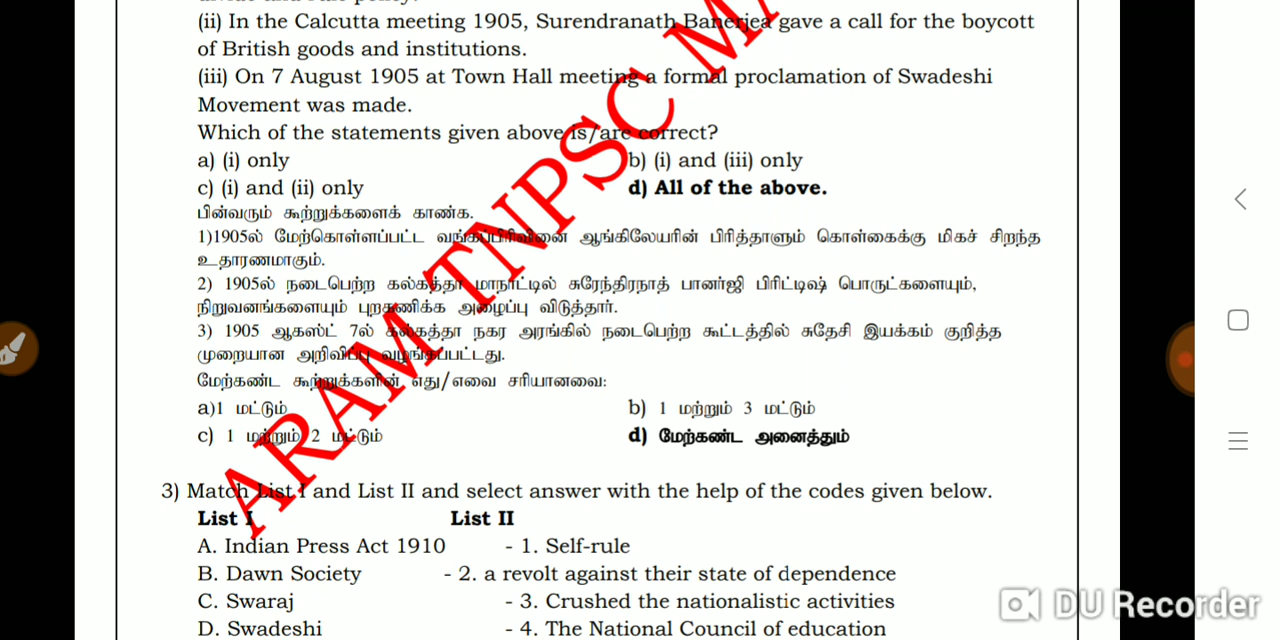 (ii) In the Calcutta meeting 1905, Surendranath Banerjea gave a call for the boycott
of British goods and institutions.
(iii) On 7 August 1905 at Town Hall meeting a formal proclamation of Swadeshi
Movement was made.
Which of the statements given above is/are correct?
a) (i) only b) (i) and (iii) only
c) (i) and (ii) only d) All of the above.
பின்வரும் கூற்றுக்களைக் காண்க.
1)1905ல் மேற்கொள்ளப்பட்ட வங்கப்பிரிவினை ஆங்கிலேயரின் பிரித்தாளும் கொள்கைக்கு மிகச் சிறந்த
உதாரணமாகும்.
2) 1905ல் நடைபெற்ற கல்கத்தா மாநாட்டில் சுரேந்திரநாத் பானர்ஜி பிரிட்டிஷ் பொருட்களையும்,
நிறுவனங்களையும் புறகணிக்க அழைப்பு விடுத்தார்.
3) 1905 ஆகஸ்ட் 7ல் கல்கத்தா நகர அரங்கில் நடைபெற்ற கூட்டத்தில் சுதேசி இயக்கம் குறித்த
முறையான அறிவிப்பு வழங்கப்பட்டது.
மேற்கண்ட கூற்றுக்களின் எது/எவை சரியானவை:
a)1 மட்டும் b) 1 மற்றும் 3 மட்டும்
c) 1 மற்றும் 2 மட்டும் d) மேற்கண்ட அனைத்தும்
3) Match List I and List II and select answer with the help of the codes given below.
List I List II
A. Indian Press Act 1910 - 1. Self-rule
B. Dawn Society - 2. a revolt against their state of dependence
C. Swaraj - 3. Crushed the nationalistic activities
D. Swadeshi - 4. The National Council of education
ARAM TNPSC
DU Recorder